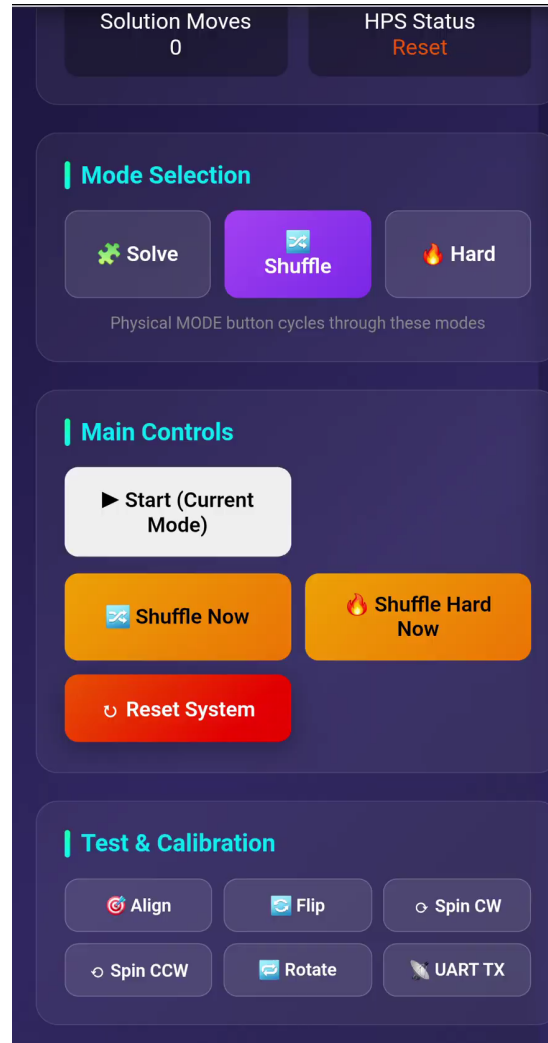 Solution Moves
0
HPS Status
Reset
Mode Selection
Solve
Shuffle
Hard
Physical MODE button cycles through these modes
Main Controls
Start (Current
Mode)
Shuffle Now
Shuffle Hard
Now
Reset System
Test & Calibration
Align
Flip
Spin CW
Spin CCW
Rotate
UART TX